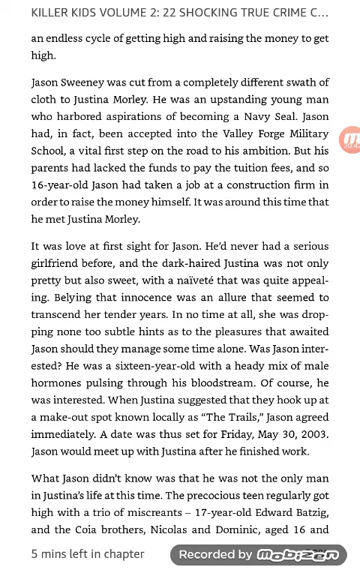 KILLER KIDS VOLUME 2: 22 SHOCKING TRUE CRIME C...
an endless cycle of getting high and raising the money to get
high.
Jason Sweeney was cut from a completely different swath of
cloth to Justina Morley. He was an upstanding young man
who harbored aspirations of becoming a Navy Seal. Jason
had, in fact, been accepted into the Valley Forge Military
School, a vital first step on the road to his ambition. But his
parents had lacked the funds to pay the tuition fees, and so
16-year-old Jason had taken a job at a construction firm in
order to raise the money himself. It was around this time that
he met Justina Morley.
It was love at first sight for Jason. He'd never had a serious
girlfriend before, and the dark-haired Justina was not only
pretty but also sweet, with a naïveté that was quite appeal-
ing. Belying that innocence was an allure that seemed to
transcend her tender years. In no time at all, she was drop-
ping none too subtle hints as to the pleasures that awaited
Jason should they manage some time alone. Was Jason inter-
ested? He was a sixteen-year-old with a heady mix of male
hormones pulsing through his bloodstream. Of course, he
was interested. When Justina suggested that they hook up at
a make-out spot known locally as “The Trails,” Jason agreed
immediately. A date was thus set for Friday, May 30, 2003.
Jason would meet up with Justina after he finished work.
What Jason didn't know was that he was not the only man
in Justina's life at this time. The precocious teen regularly got
high with a trio of miscreants – 17-year-old Edward Batzig,
and the Coia brothers, Nicolas and Dominic, aged 16 and
5 mins left in chapter
Recorded by mobizen